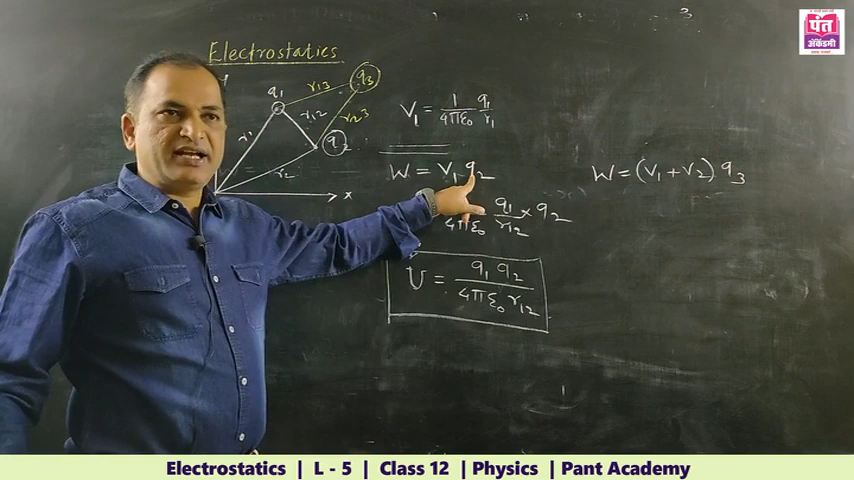 3
पंत
अ‍ॅकॅडमी
Electrostatics
q₁
r₁₃
q₃
r₁₂
r₂₃
q₂
r₁
r₂
x
V₁ = 1/4πε₀ q₁/r₁
W = V₁ q₂
W = (V₁ + V₂) q₃
4πε₀ q₁/r₁₂ × q₂
U = q₁ q₂/4πε₀ r₁₂
Electrostatics | L - 5 | Class 12 | Physics | Pant Academy